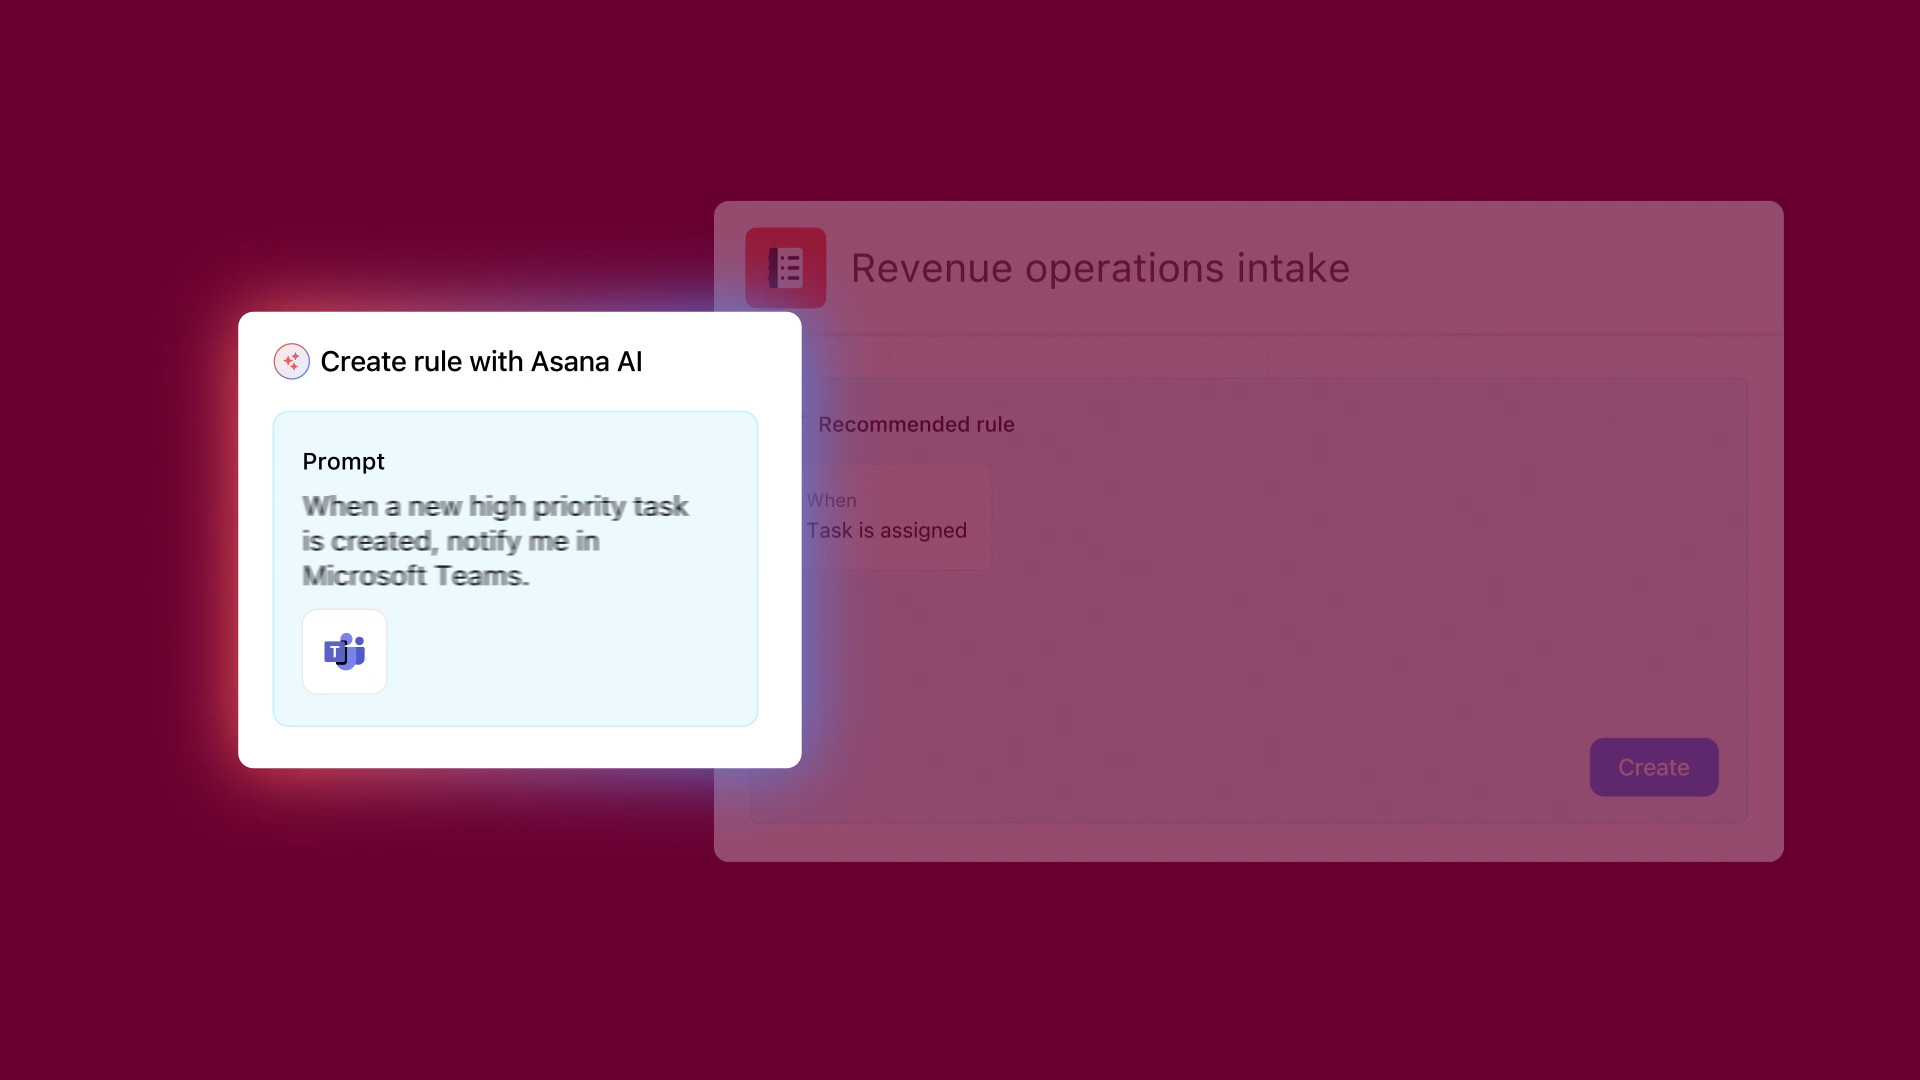 Revenue operations intake
Create rule with Asana AI
Recommended rule
Prompt
When a new high priority task
is created, notify me in
Microsoft Teams.
T
When
Task is assigned
Create